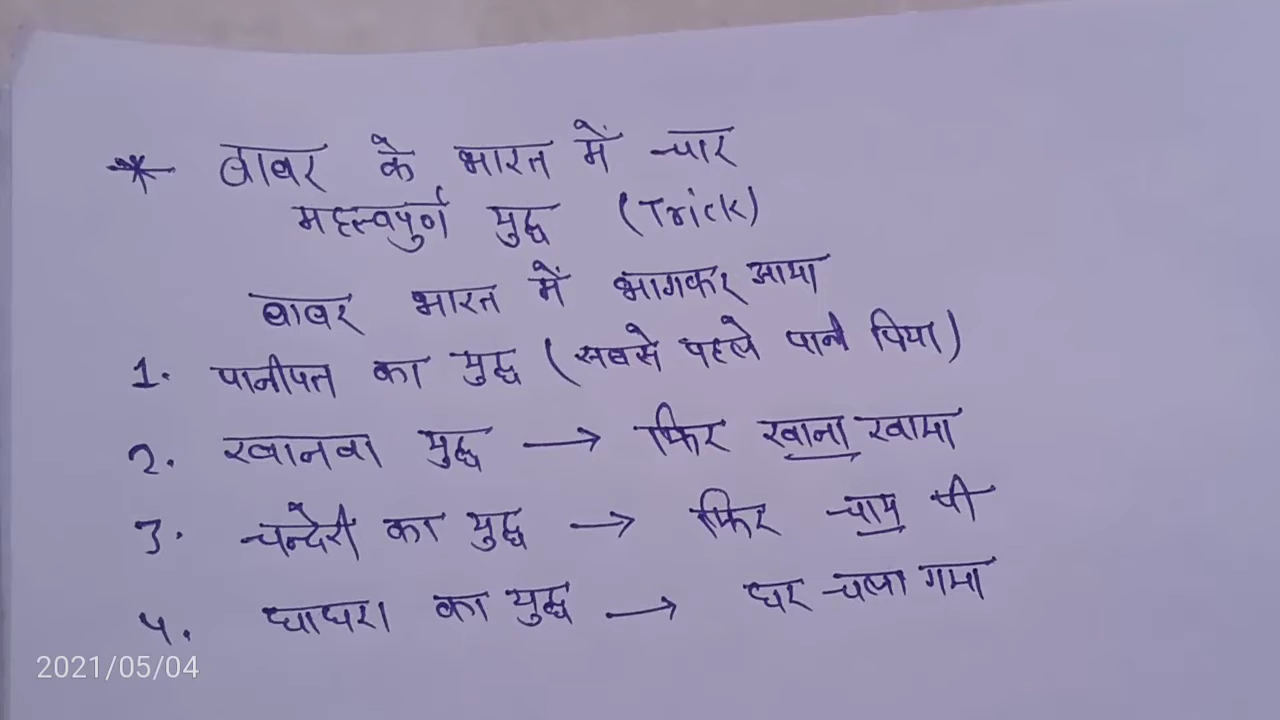 * बाबर के भारत में चार
महत्वपुर्ण युद्ध (Trick)
बाबर भारत में भागकर आया
1. पानीपत का युद्ध (सबसे पहले पानी पिया)
2. खानवा युद्ध → फिर खाना खाया
3. चन्देरी का युद्ध → फिर चाय पी
4. घाघरा का युद्ध → घर चला गया
2021/05/04